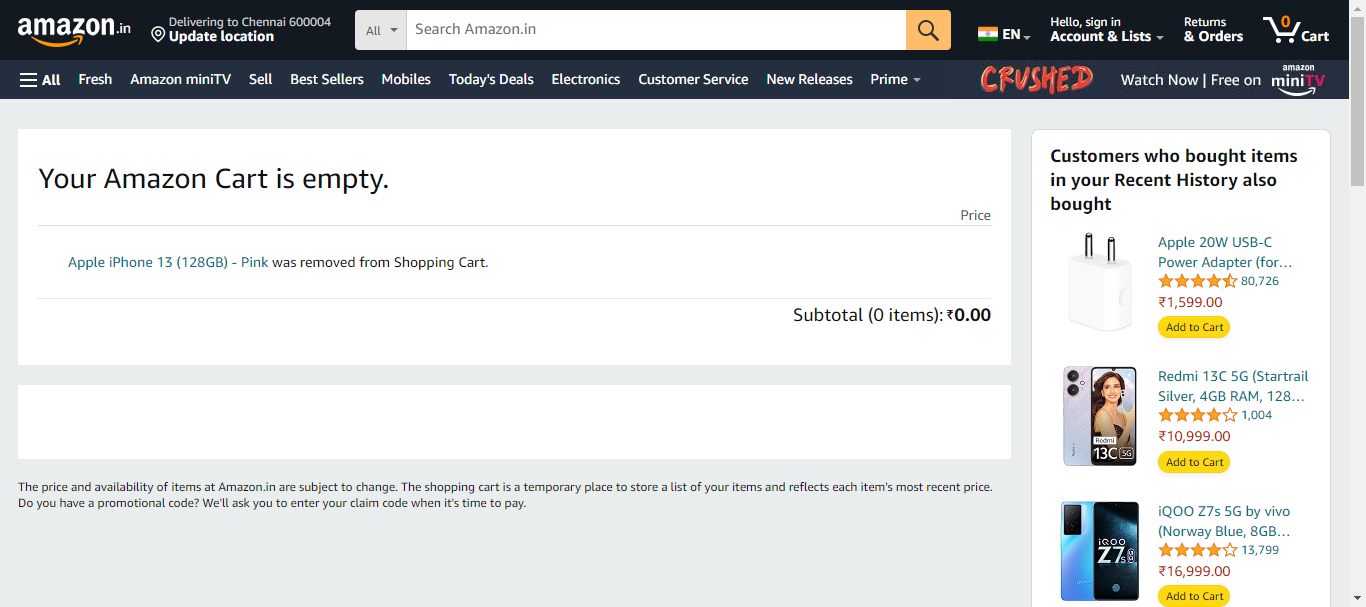 amazon.in
Delivering to Chennai 600004
Update location
All
Search Amazon.in
EN
Hello, sign in
Account & Lists
Returns
& Orders
0
Cart
All
Fresh
Amazon miniTV
Sell
Best Sellers
Mobiles
Today's Deals
Electronics
Customer Service
New Releases
Prime
CRUSHED
Watch Now | Free on
amazon
miniTV
Your Amazon Cart is empty.
Price
Apple iPhone 13 (128GB) - Pink was removed from Shopping Cart.
Subtotal (0 items): ₹0.00
The price and availability of items at Amazon.in are subject to change. The shopping cart is a temporary place to store a list of your items and reflects each item's most recent price.
Do you have a promotional code? We'll ask you to enter your claim code when it's time to pay.
Customers who bought items
in your Recent History also
bought
Apple 20W USB-C
Power Adapter (for…
80,726
₹1,599.00
Add to Cart
Redmi
13C 5G
Redmi 13C 5G (Startrail
Silver, 4GB RAM, 128…
1,004
₹10,999.00
Add to Cart
iQOO
Z7s 5G
iQOO Z7s 5G by vivo
(Norway Blue, 8GB…
13,799
₹16,999.00
Add to Cart